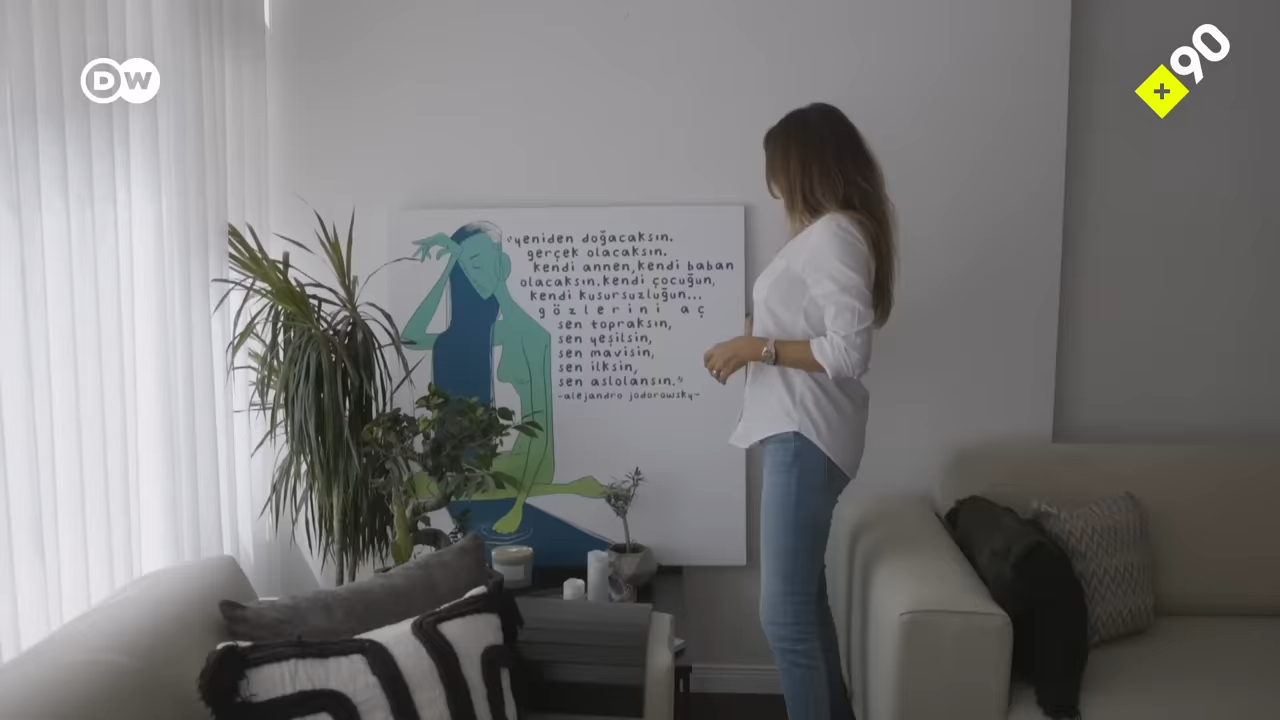 DW
+90
"yeniden doğacaksın.
gerçek olacaksın.
kendi annen, kendi baban
olacaksın. kendi çocuğun,
kendi kusursuzluğun...
gözlerini aç
sen topraksın,
sen yeşilsin,
sen mavisin,
sen ilksin,
sen aslolansın."
-alejandro jodorowsky-